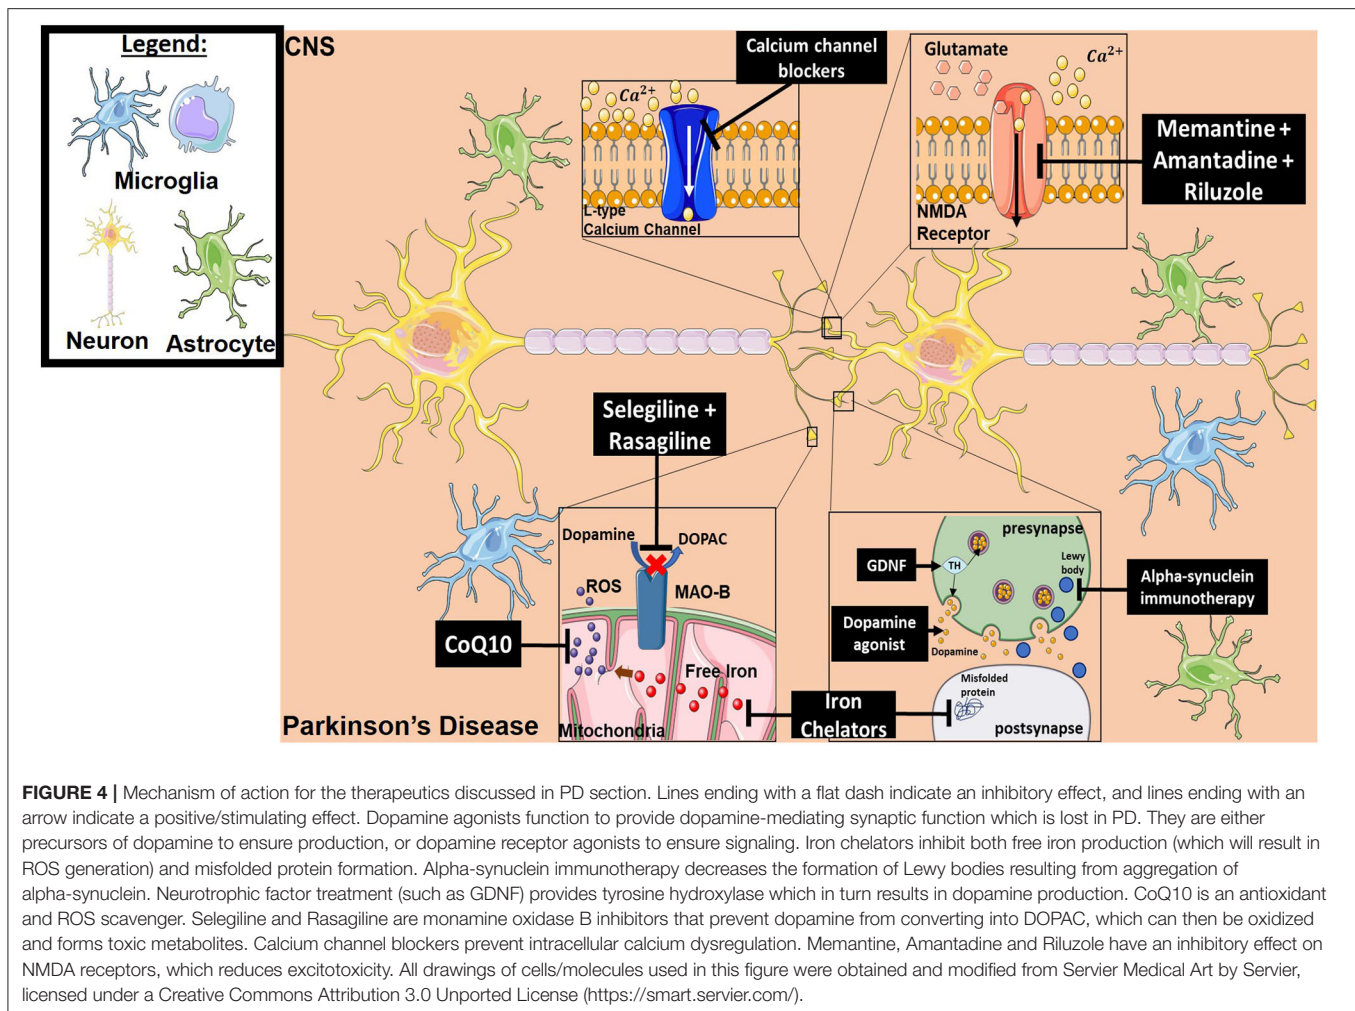 Legend:
Microglia
Neuron
Astrocyte
CNS
Calcium channel
blockers
Ca2+
L-type
Calcium Channel
Glutamate
Ca2+
NMDA
Receptor
Memantine +
Amantadine +
Riluzole
Selegiline +
Rasagiline
Dopamine
DOPAC
ROS
MAO-B
CoQ10
Free Iron
Mitochondria
Iron
Chelators
presynapse
Lewy
body
TH
GDNF
Dopamine
agonist
Dopamine
Alpha-synuclein
immunotherapy
Misfolded
protein
postsynapse
Parkinson's Disease
FIGURE 4 | Mechanism of action for the therapeutics discussed in PD section. Lines ending with a flat dash indicate an inhibitory effect, and lines ending with an
arrow indicate a positive/stimulating effect. Dopamine agonists function to provide dopamine-mediating synaptic function which is lost in PD. They are either
precursors of dopamine to ensure production, or dopamine receptor agonists to ensure signaling. Iron chelators inhibit both free iron production (which will result in
ROS generation) and misfolded protein formation. Alpha-synuclein immunotherapy decreases the formation of Lewy bodies resulting from aggregation of
alpha-synuclein. Neurotrophic factor treatment (such as GDNF) provides tyrosine hydroxylase which in turn results in dopamine production. CoQ10 is an antioxidant
and ROS scavenger. Selegiline and Rasagiline are monamine oxidase B inhibitors that prevent dopamine from converting into DOPAC, which can then be oxidized
and forms toxic metabolites. Calcium channel blockers prevent intracellular calcium dysregulation. Memantine, Amantadine and Riluzole have an inhibitory effect on
NMDA receptors, which reduces excitotoxicity. All drawings of cells/molecules used in this figure were obtained and modified from Servier Medical Art by Servier,
licensed under a Creative Commons Attribution 3.0 Unported License (https://smart.servier.com/).